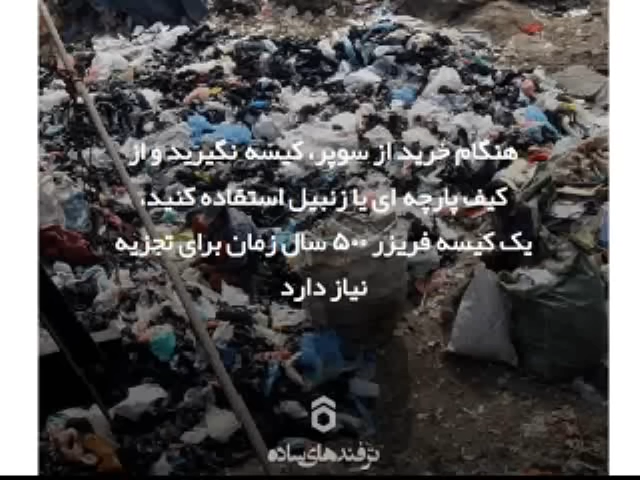 هنگام خرید از سوپر، کیسه نگیرید و از
کیف پارچه ای یا زنبیل استفاده کنید.
یک کیسه فریزر ۵۰۰ سال زمان برای تجزیه
نیاز دارد
ترفندهای ساده